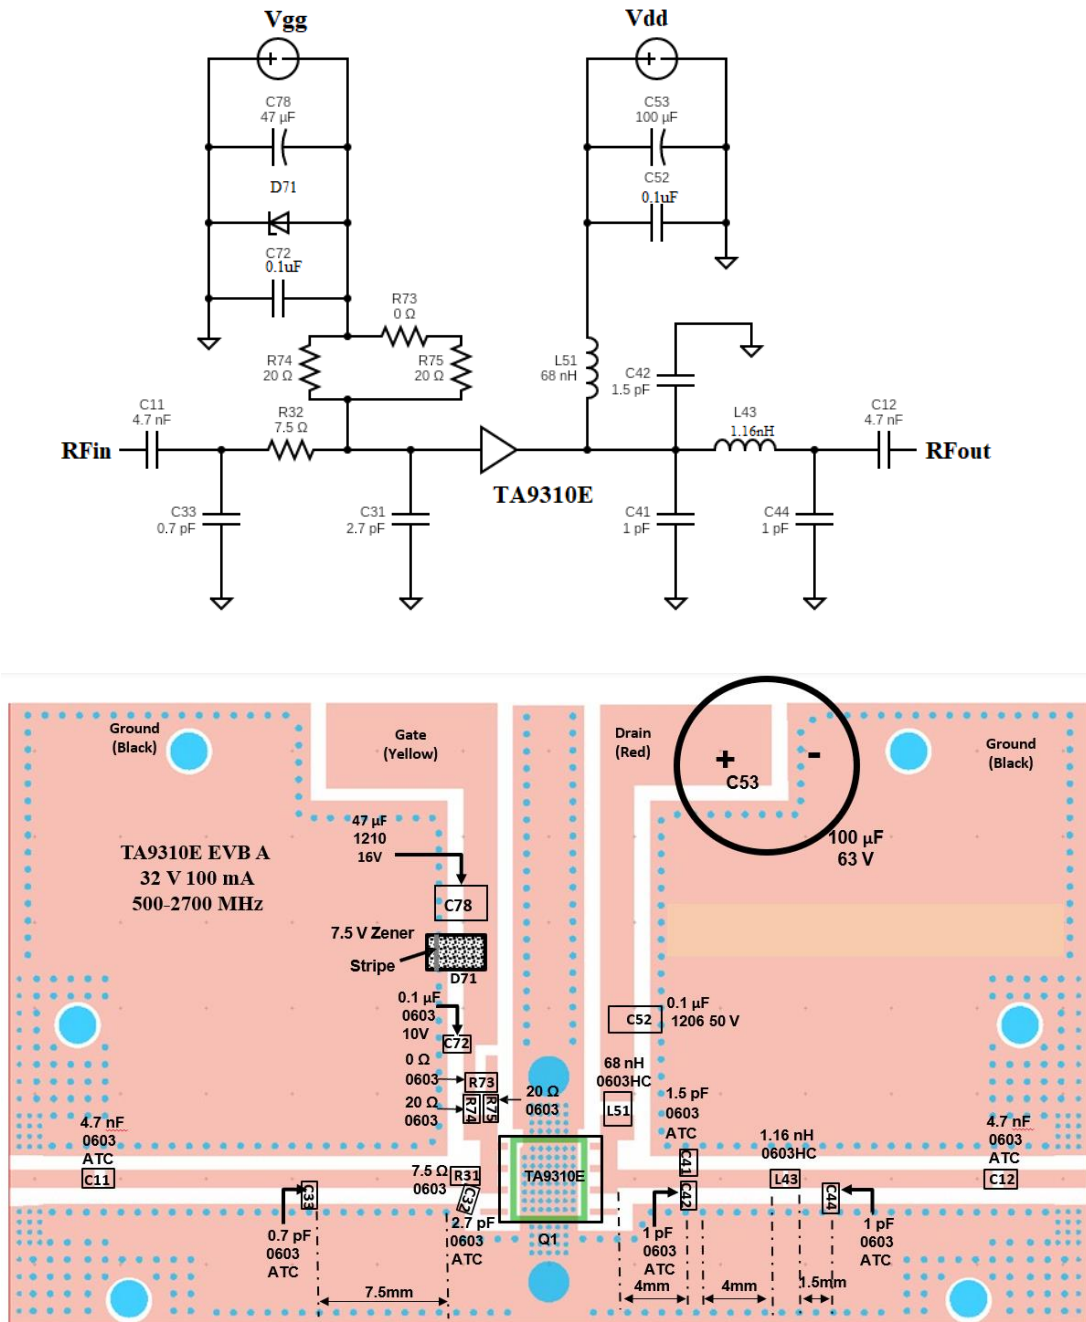 Vgg
Vdd
C78
47 µF
C53
100 µF
D71
C52
0.1uF
C72
0.1uF
R73
0 Ω
R74
20 Ω
R75
20 Ω
L51
68 nH
C42
1.5 pF
C11
4.7 nF
R32
7.5 Ω
L43
1.16nH
C12
4.7 nF
RFin
RFout
TA9310E
C33
0.7 pF
C31
2.7 pF
C41
1 pF
C44
1 pF
Ground
(Black)
Gate
(Yellow)
Drain
(Red)
+
-
C53
Ground
(Black)
TA9310E EVB A
32 V 100 mA
500-2700 MHz
47 µF
1210
16V
100 µF
63 V
C78
7.5 V Zener
Stripe
D71
0.1 µF
0603
10V
C72
0.1 µF
1206 50 V
C52
0 Ω
0603
R73
20 Ω
0603
R74
R75
20 Ω
0603
68 nH
0603HC
L51
1.5 pF
0603
ATC
4.7 nF
0603
ATC
C11
1.16 nH
0603HC
4.7 nF
0603
ATC
7.5 Ω
0603
R31
TA9310E
C41
L43
C12
C33
C32
C42
C44
0.7 pF
0603
ATC
2.7 pF
0603
ATC
Q1
1 pF
0603
ATC
1 pF
0603
ATC
7.5mm
4mm
4mm
1.5mm